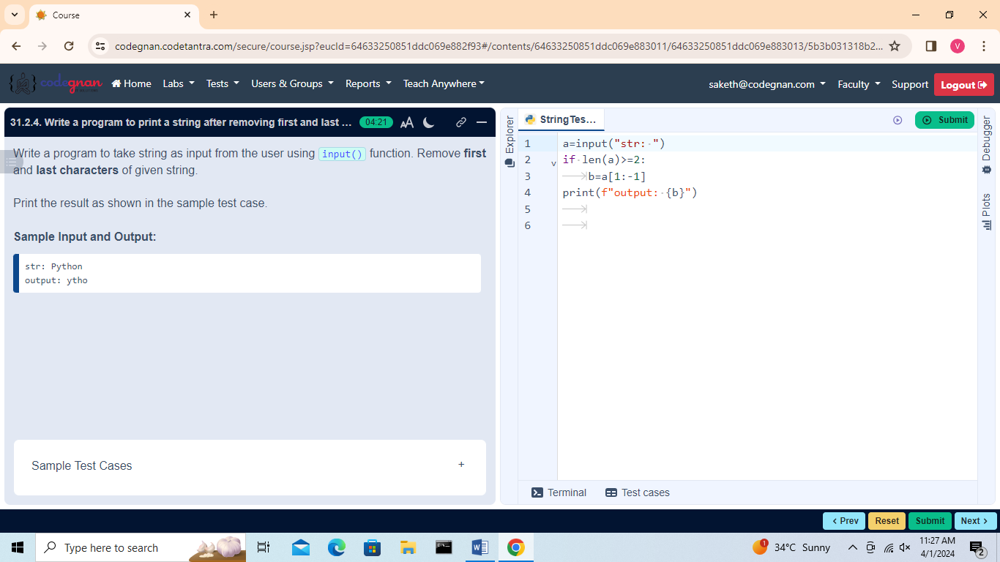 Course
codegnan.codetantra.com/secure/course.jsp?eucId=64633250851ddc069e882f93#/contents/64633250851ddc069e883011/64633250851ddc069e883013/5b3b031318b2...
V
codegnan
Home Labs Tests Users & Groups Reports Teach Anywhere
saketh@codegnan.com Faculty Support Logout
31.2.4. Write a program to print a string after removing first and last ... 04:21 AA
Write a program to take string as input from the user using input() function. Remove first
and last characters of given string.
Print the result as shown in the sample test case.
Sample Input and Output:
str: Python
output: ytho
Sample Test Cases +
Explorer
StringTes...
Submit
1 a=input("str: ")
2 if len(a)>=2:
3 b=a[1:-1]
4 print(f"output: {b}")
5
6
Debugger
Plots
Terminal Test cases
Prev Reset Submit Next
Type here to search
34°C Sunny
1
11:27 AM
4/1/2024
2